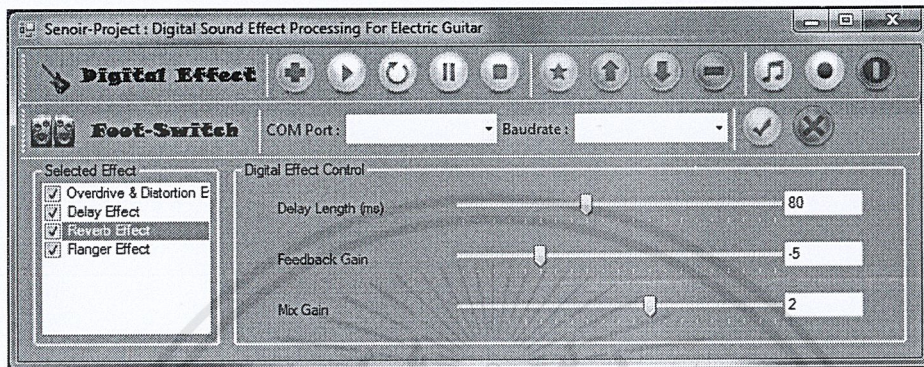 Senoir-Project : Digital Sound Effect Processing For Electric Guitar
Digital Effect
Foot-Switch COM Port : Baudrate :
Selected Effect
Overdrive & Distortion E
Delay Effect
Reverb Effect
Flanger Effect
Digital Effect Control
Delay Length (ms) 80
Feedback Gain -5
Mix Gain 2